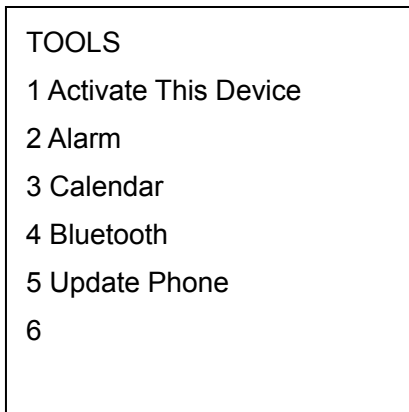 TOOLS
1 Activate This Device
2 Alarm
3 Calendar
4 Bluetooth
5 Update Phone
6